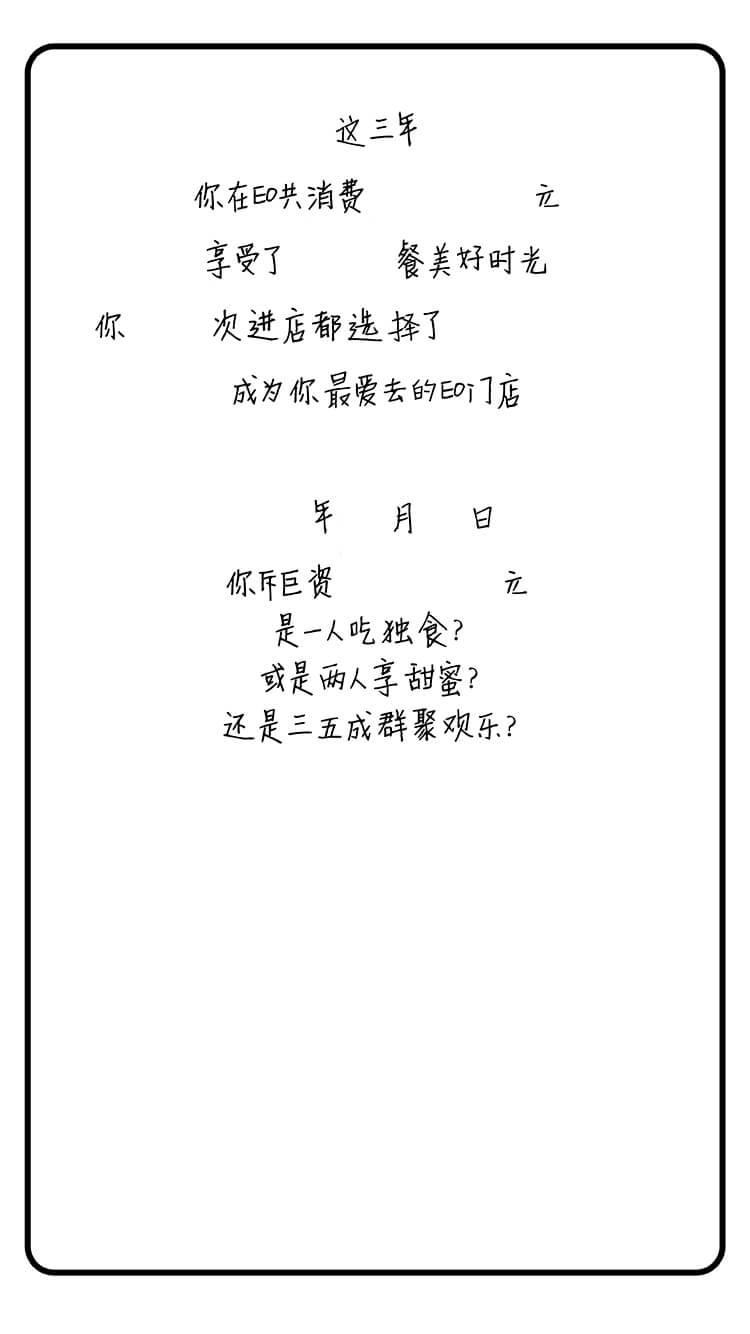 这三年
你在EO共消费 元
享受了 餐美好时光
你 次进店都选择了
成为你最爱去的EO门店
年 月 日
你斥巨资 元
是一人吃独食?
或是两人享甜蜜?
还是三五成群聚欢乐?